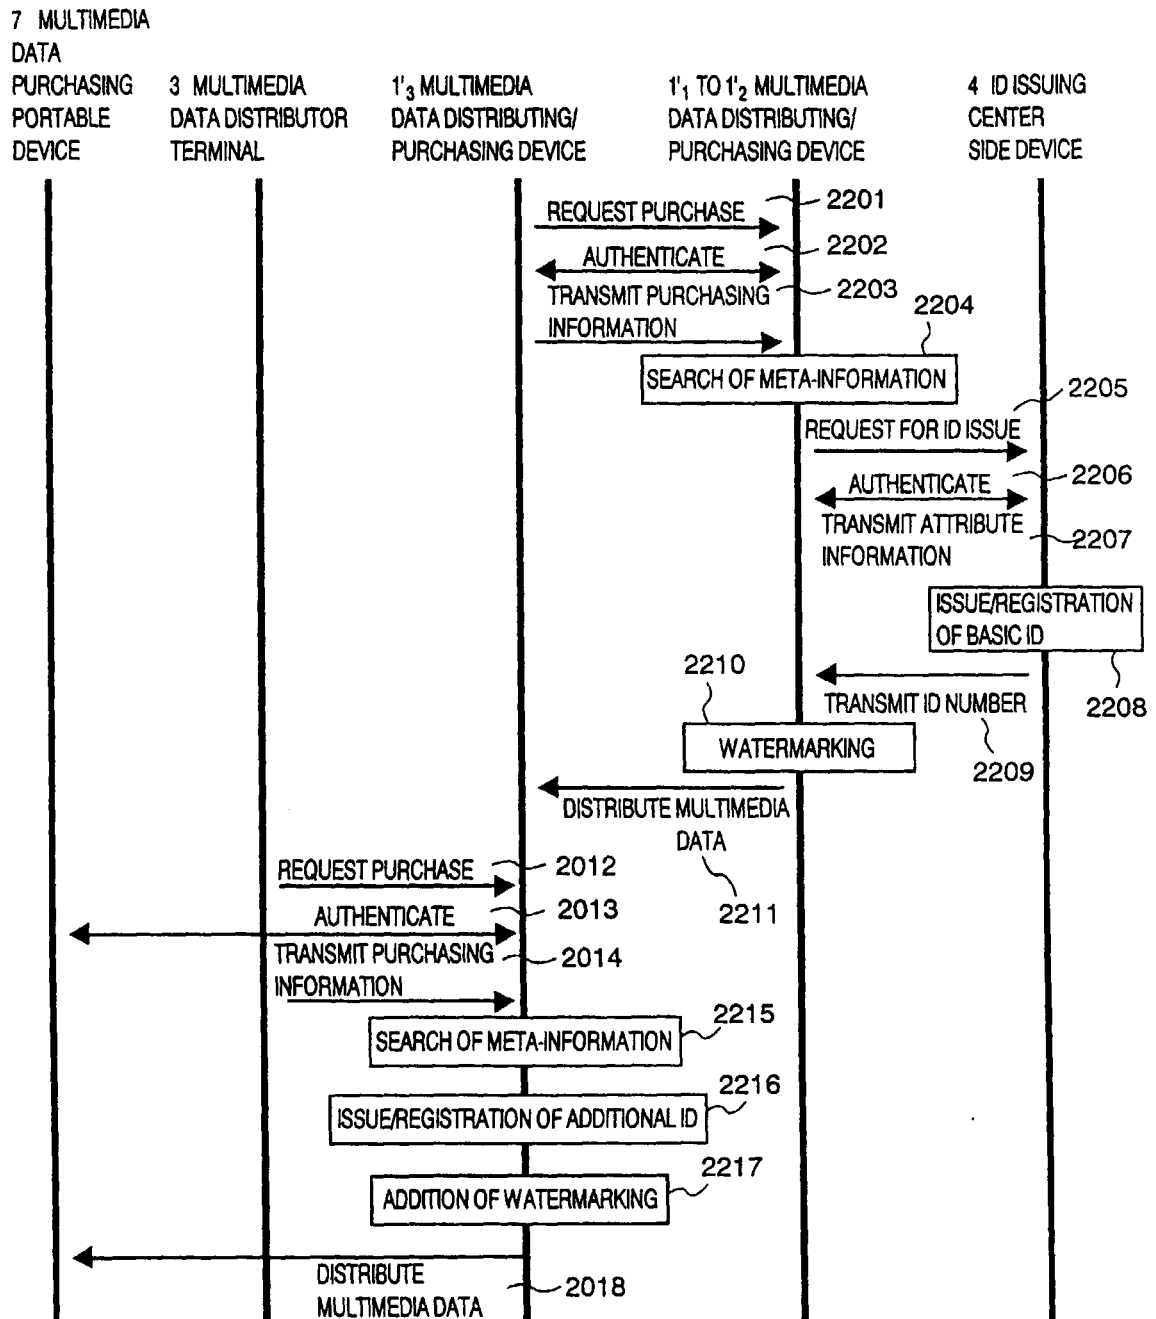 7 MULTIMEDIA
DATA
PURCHASING
PORTABLE
DEVICE
3 MULTIMEDIA
DATA DISTRIBUTOR
TERMINAL
1'3 MULTIMEDIA
DATA DISTRIBUTING/
PURCHASING DEVICE
1'1 TO 1'2 MULTIMEDIA
DATA DISTRIBUTING/
PURCHASING DEVICE
4 ID ISSUING
CENTER
SIDE DEVICE
REQUEST PURCHASE
2201
AUTHENTICATE
2202
TRANSMIT PURCHASING
INFORMATION
2203
2204
SEARCH OF META-INFORMATION
2205
REQUEST FOR ID ISSUE
2206
AUTHENTICATE
TRANSMIT ATTRIBUTE
INFORMATION
2207
ISSUE/REGISTRATION
OF BASIC ID
2208
TRANSMIT ID NUMBER
2209
2210
WATERMARKING
DISTRIBUTE MULTIMEDIA
DATA
2211
REQUEST PURCHASE
2012
AUTHENTICATE
2013
TRANSMIT PURCHASING
INFORMATION
2014
2215
SEARCH OF META-INFORMATION
2216
ISSUE/REGISTRATION OF ADDITIONAL ID
2217
ADDITION OF WATERMARKING
DISTRIBUTE
MULTIMEDIA DATA
2018